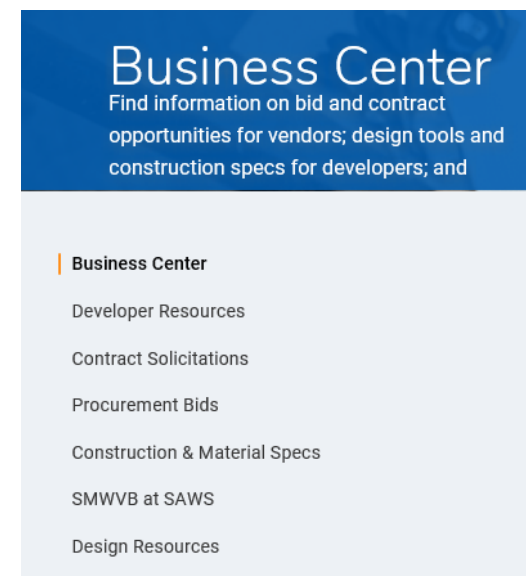 Business Center
Find information on bid and contract
opportunities for vendors; design tools and
construction specs for developers; and
Business Center
Developer Resources
Contract Solicitations
Procurement Bids
Construction & Material Specs
SMWVB at SAWS
Design Resources